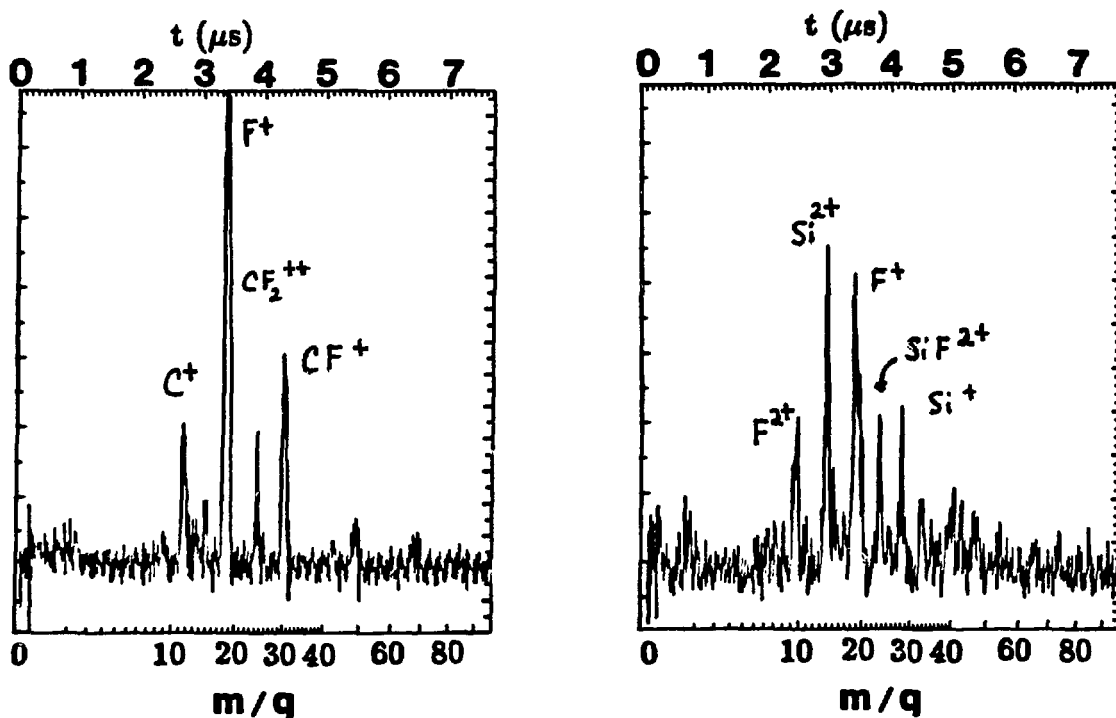 t (μs)
0 1 2 3 4 5 6 7
F+
CF₂++
C+
CF+
0 10 20 30 40 60 80
m/q
t (μs)
0 1 2 3 4 5 6 7
Si²⁺
F+
SiF²⁺
Si+
F²⁺
0 10 20 30 40 60 80
m/q